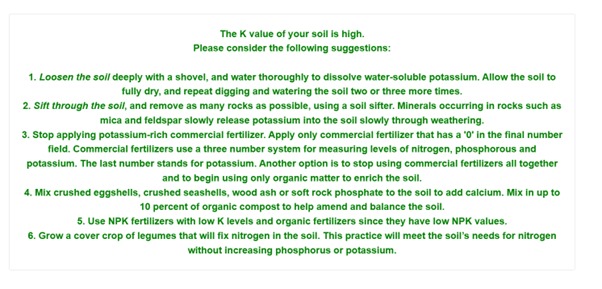 The K value of your soil is high.
Please consider the following suggestions:
1. Loosen the soil deeply with a shovel, and water thoroughly to dissolve water-soluble potassium. Allow the soil to
fully dry, and repeat digging and watering the soil two or three more times.
2. Sift through the soil, and remove as many rocks as possible, using a soil sifter. Minerals occurring in rocks such as
mica and feldspar slowly release potassium into the soil slowly through weathering.
3. Stop applying potassium-rich commercial fertilizer. Apply only commercial fertilizer that has a '0' in the final number
field. Commercial fertilizers use a three number system for measuring levels of nitrogen, phosphorous and
potassium. The last number stands for potassium. Another option is to stop using commercial fertilizers all together
and to begin using only organic matter to enrich the soil.
4. Mix crushed eggshells, crushed seashells, wood ash or soft rock phosphate to the soil to add calcium. Mix in up to
10 percent of organic compost to help amend and balance the soil.
5. Use NPK fertilizers with low K levels and organic fertilizers since they have low NPK values.
6. Grow a cover crop of legumes that will fix nitrogen in the soil. This practice will meet the soil's needs for nitrogen
without increasing phosphorus or potassium.